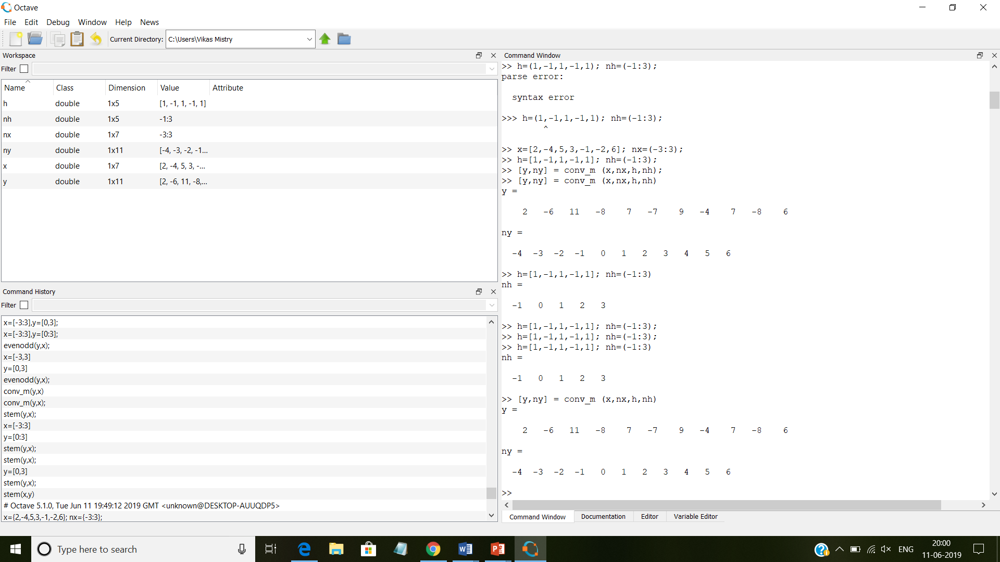 Octave
File Edit Debug Window Help News
Current Directory: C:\Users\Vikas Mistry
Workspace
Filter
Name Class Dimension Value Attribute
h double 1x5 [1, -1, 1, -1, 1]
nh double 1x5 -1:3
nx double 1x7 -3:3
ny double 1x11 [-4, -3, -2, -1...
x double 1x7 [2, -4, 5, 3, -...
y double 1x11 [2, -6, 11, -8,...
Command History
Filter
x=[-3:3],y=[0,3];
x=[-3:3],y=[0:3];
evenodd(y,x);
x=[-3,3]
y=[0,3]
evenodd(y,x);
conv_m(y,x)
conv_m(y,x);
stem(y,x);
x=[-3:3]
y=[0:3]
stem(y,x);
stem(y,x);
y=[0,3]
stem(y,x);
stem(x,y)
# Octave 5.1.0, Tue Jun 11 19:49:12 2019 GMT <unknown@DESKTOP-AUUQDP5>
x={2,-4,5,3,-1,-2,6}; nx={-3:3};
Command Window
>> h=(1,-1,1,-1,1); nh=(-1:3);
parse error:
syntax error
>>> h=(1,-1,1,-1,1); nh=(-1:3);
^
>> x=[2,-4,5,3,-1,-2,6]; nx=(-3:3);
>> h=[1,-1,1,-1,1]; nh=(-1:3);
>> [y,ny] = conv_m (x,nx,h,nh);
>> [y,ny] = conv_m (x,nx,h,nh)
y =
2 -6 11 -8 7 -7 9 -4 7 -8 6
ny =
-4 -3 -2 -1 0 1 2 3 4 5 6
>> h=[1,-1,1,-1,1]; nh=(-1:3)
nh =
-1 0 1 2 3
>> h=[1,-1,1,-1,1]; nh=(-1:3);
>> h=[1,-1,1,-1,1]; nh=(-1:3);
>> h=[1,-1,1,-1,1]; nh=(-1:3)
nh =
-1 0 1 2 3
>> [y,ny] = conv_m (x,nx,h,nh)
y =
2 -6 11 -8 7 -7 9 -4 7 -8 6
ny =
-4 -3 -2 -1 0 1 2 3 4 5 6
>>
Command Window Documentation Editor Variable Editor
Type here to search
ENG
20:00
11-06-2019